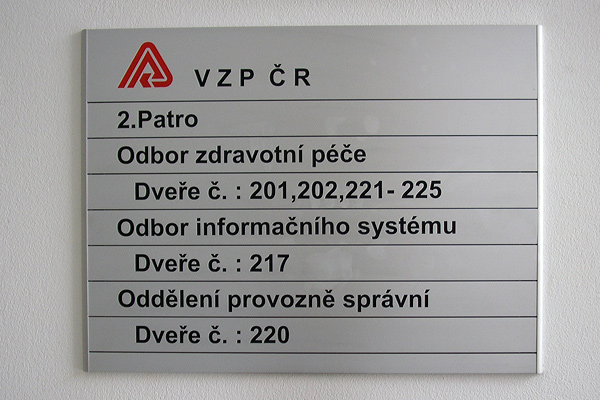 VZP ČR
2.Patro
Odbor zdravotní péče
Dveře č. : 201,202,221- 225
Odbor informačního systému
Dveře č. : 217
Oddělení provozně správní
Dveře č. : 220